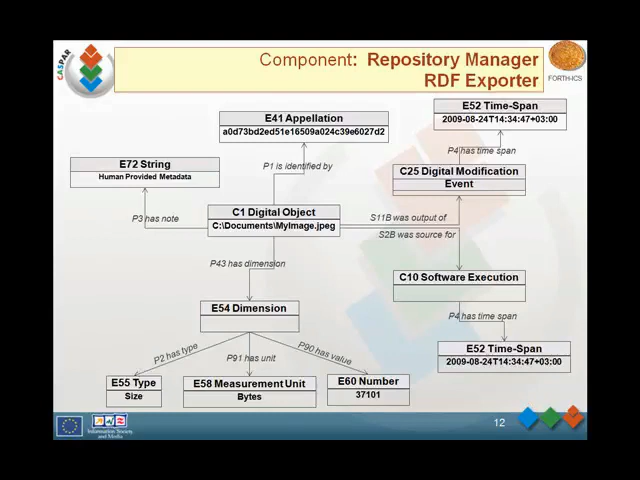 CASPAR
Component: Repository Manager
RDF Exporter
FORTH-ICS
E41 Appellation
a0d73bd2ed51e16509a024c39e6027d2
E52 Time-Span
2009-08-24T14:34:47+03:00
P4 has time span
P1 is identified by
E72 String
Human Provided Metadata
C25 Digital Modification
Event
P3 has note
C1 Digital Object
C:\Documents\MyImage.jpeg
S11B was output of
S2B was source for
P43 has dimension
C10 Software Execution
E54 Dimension
P4 has time span
P2 has type
P91 has unit
P90 has value
E52 Time-Span
2009-08-24T14:34:47+03:00
E55 Type
Size
E58 Measurement Unit
Bytes
E60 Number
37101
Information Society
and Media
12